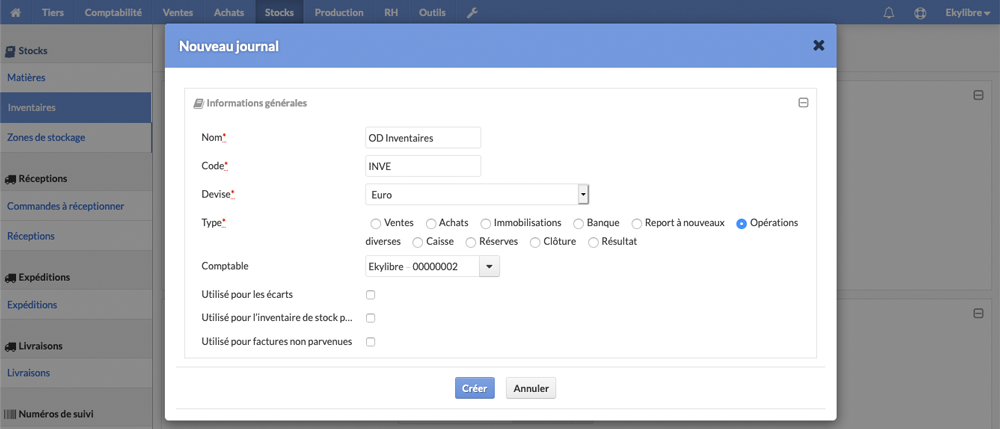 Tiers Comptabilité Ventes Achats Stocks Production RH Outils Ekylibre
Nouveau journal
Stocks
Matières
Inventaires
Zones de stockage
Réceptions
Commandes à réceptionner
Réceptions
Expéditions
Expéditions
Livraisons
Livraisons
Numéros de suivi
Informations générales
Nom* OD Inventaires
Code* INVE
Devise* Euro
Type* Ventes Achats Immobilisations Banque Report à nouveaux Opérations
diverses Caisse Réserves Clôture Résultat
Comptable Ekylibre - 00000002
Utilisé pour les écarts
Utilisé pour l'inventaire de stock p...
Utilisé pour factures non parvenues
Créer Annuler